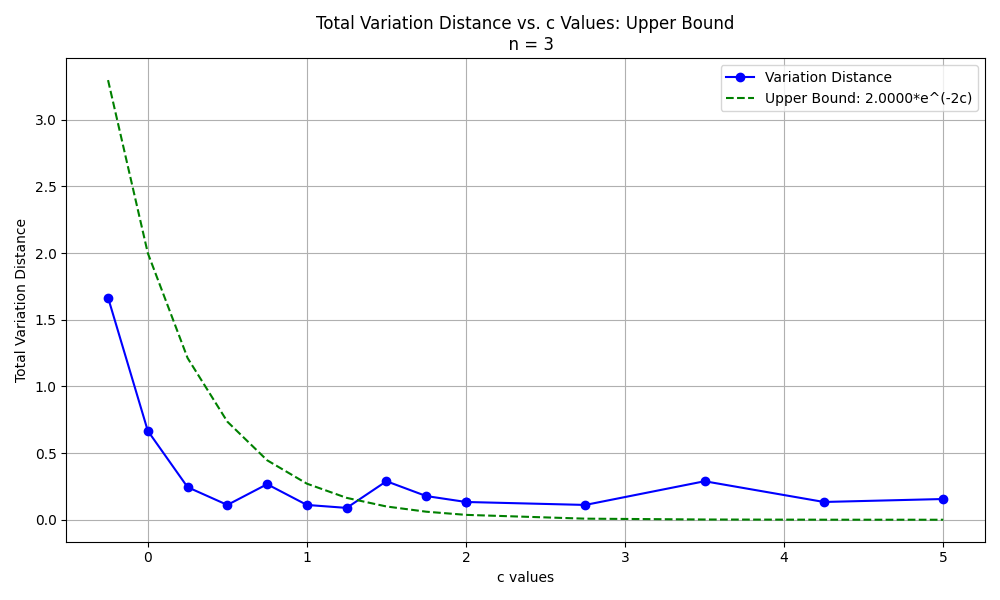 Total Variation Distance vs. c Values: Upper Bound
n = 3
Variation Distance
Upper Bound: 2.0000*e^(-2c)
Total Variation Distance
3.0
2.5
2.0
1.5
1.0
0.5
0.0
0 1 2 3 4 5
c values